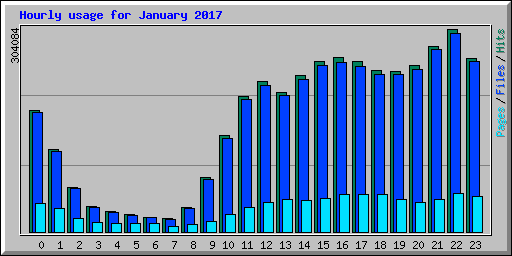 Hourly usage for January 2017
304084
Pages / Files / Hits
0 1 2 3 4 5 6 7 8 9 10 11 12 13 14 15 16 17 18 19 20 21 22 23